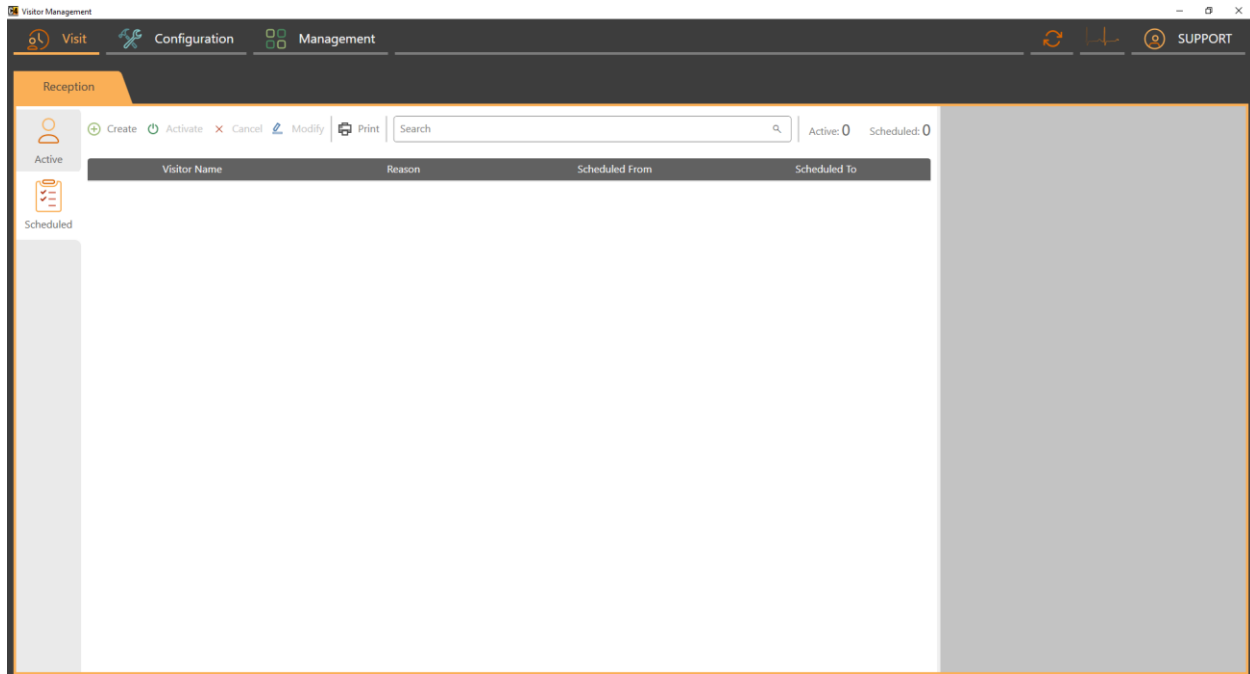 Visitor Management
Visit Configuration Management SUPPORT
Reception
Create Activate Cancel Modify Print Search Active: 0 Scheduled: 0
Active
Visitor Name Reason Scheduled From Scheduled To
Scheduled